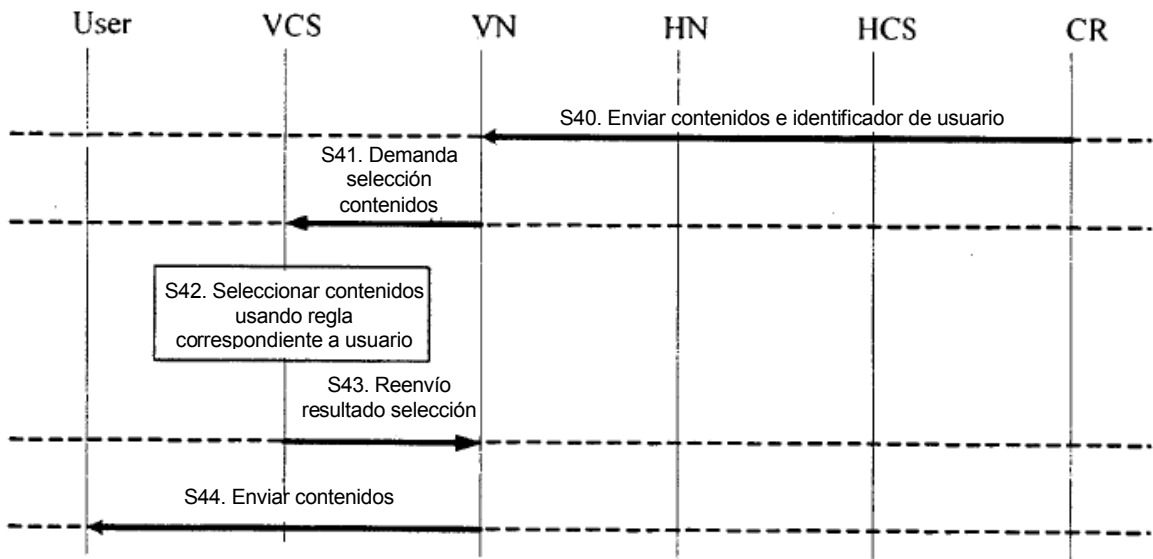 User VCS VN HN HCS CR
S40. Enviar contenidos e identificador de usuario
S41. Demanda
selección
contenidos
S42. Seleccionar contenidos
usando regla
correspondiente a usuario
S43. Reenvío
resultado selección
S44. Enviar contenidos